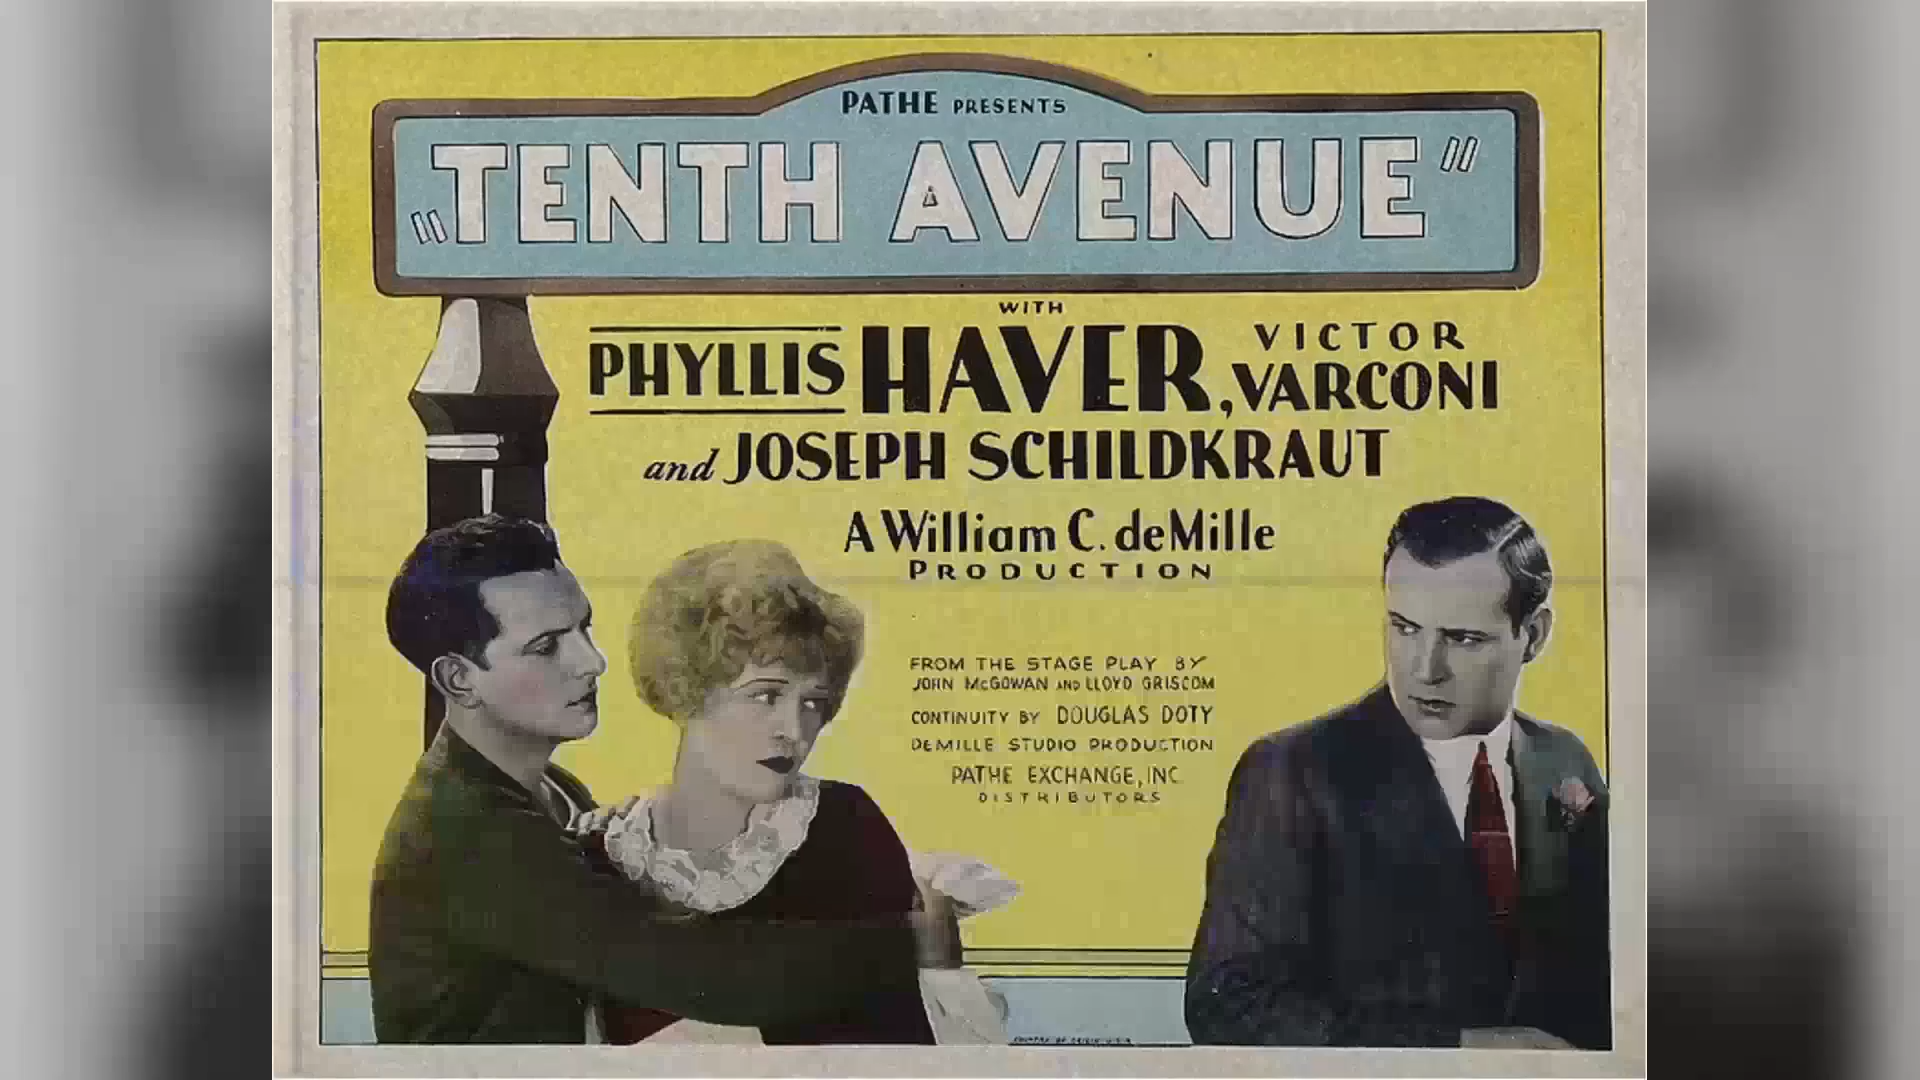 PATHE PRESENTS
"TENTH AVENUE"
WITH
PHYLLIS HAVER, VICTOR VARCONI
and JOSEPH SCHILDKRAUT
A William C. deMille
PRODUCTION
FROM THE STAGE PLAY BY
JOHN McGOWAN AND LLOYD GRISCOM
CONTINUITY BY DOUGLAS DOTY
DEMILLE STUDIO PRODUCTION
PATHE EXCHANGE, INC.
DISTRIBUTORS